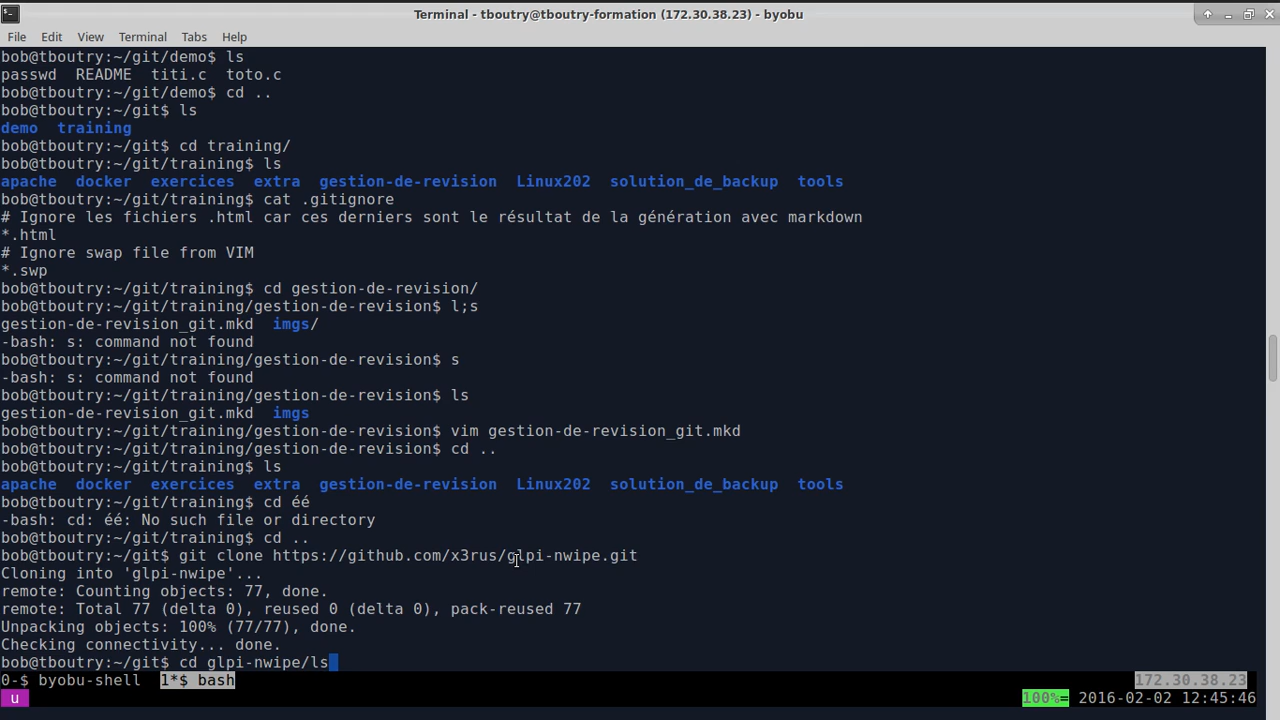 Terminal - tboutry@tboutry-formation (172.30.38.23) - byobu
File Edit View Terminal Tabs Help
bob@tboutry:~/git/demo$ ls
passwd  README  titi.c  toto.c
bob@tboutry:~/git/demo$ cd ..
bob@tboutry:~/git$ ls
demo  training
bob@tboutry:~/git$ cd training/
bob@tboutry:~/git/training$ ls
apache  docker  exercices  extra  gestion-de-revision  Linux202  solution_de_backup  tools
bob@tboutry:~/git/training$ cat .gitignore
# Ignore les fichiers .html car ces derniers sont le résultat de la génération avec markdown
*.html
# Ignore swap file from VIM
*.swp
bob@tboutry:~/git/training$ cd gestion-de-revision/
bob@tboutry:~/git/training/gestion-de-revision$ l;s
gestion-de-revision_git.mkd  imgs/
-bash: s: command not found
bob@tboutry:~/git/training/gestion-de-revision$ s
-bash: s: command not found
bob@tboutry:~/git/training/gestion-de-revision$ ls
gestion-de-revision_git.mkd  imgs
bob@tboutry:~/git/training/gestion-de-revision$ vim gestion-de-revision_git.mkd
bob@tboutry:~/git/training/gestion-de-revision$ cd ..
bob@tboutry:~/git/training$ ls
apache  docker  exercices  extra  gestion-de-revision  Linux202  solution_de_backup  tools
bob@tboutry:~/git/training$ cd éé
-bash: cd: éé: No such file or directory
bob@tboutry:~/git/training$ cd ..
bob@tboutry:~/git$ git clone https://github.com/x3rus/glpi-nwipe.git
Cloning into 'glpi-nwipe'...
remote: Counting objects: 77, done.
remote: Total 77 (delta 0), reused 0 (delta 0), pack-reused 77
Unpacking objects: 100% (77/77), done.
Checking connectivity... done.
bob@tboutry:~/git$ cd glpi-nwipe/ls
0-$ byobu-shell  1*$ bash 172.30.38.23
u 100%= 2016-02-02 12:45:46